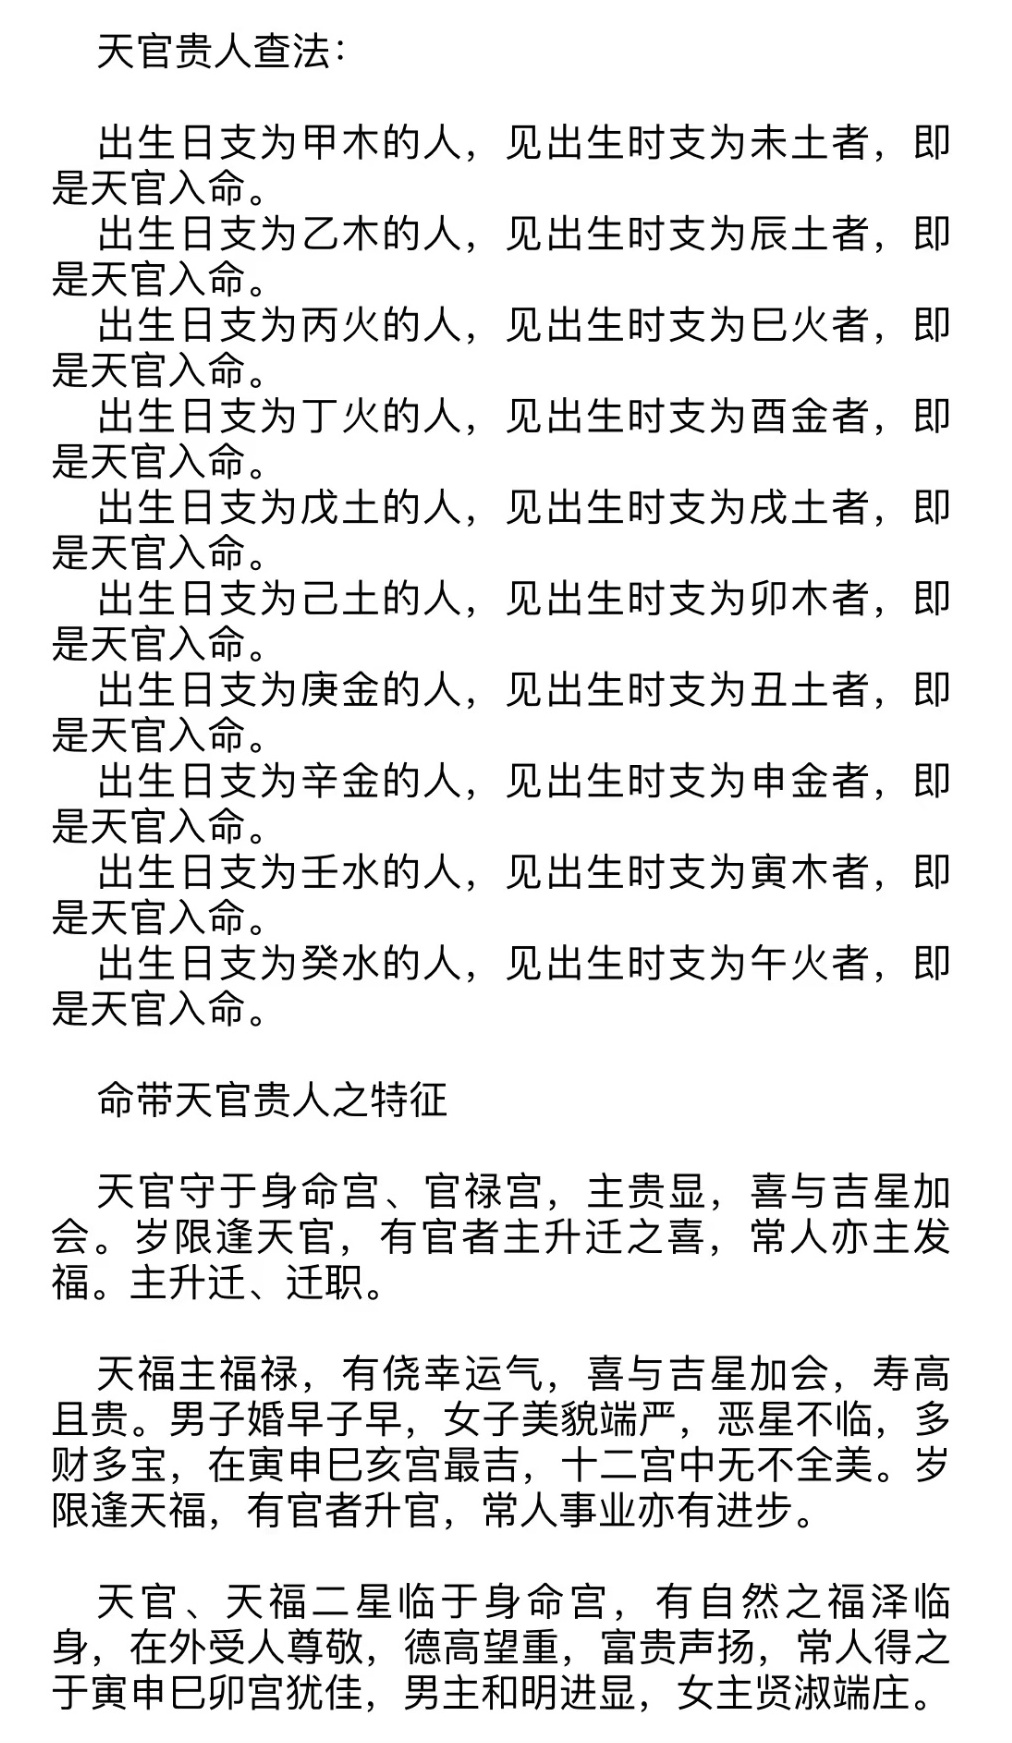 天官贵人查法：
出生日支为甲木的人，见出生时支为未土者，即
是天官入命。
出生日支为乙木的人，见出生时支为辰土者，即
是天官入命。
出生日支为丙火的人，见出生时支为巳火者，即
是天官入命。
出生日支为丁火的人，见出生时支为酉金者，即
是天官入命。
出生日支为戊土的人，见出生时支为戌土者，即
是天官入命。
出生日支为己土的人，见出生时支为卯木者，即
是天官入命。
出生日支为庚金的人，见出生时支为丑土者，即
是天官入命。
出生日支为辛金的人，见出生时支为申金者，即
是天官入命。
出生日支为壬水的人，见出生时支为寅木者，即
是天官入命。
出生日支为癸水的人，见出生时支为午火者，即
是天官入命。
命带天官贵人之特征
天官守于身命宫、官禄宫，主贵显，喜与吉星加
会。岁限逢天官，有官者主升迁之喜，常人亦主发
福。主升迁、迁职。
天福主福禄，有侥幸运气，喜与吉星加会，寿高
且贵。男子婚早子早，女子美貌端严，恶星不临，多
财多宝，在寅申巳亥宫最吉，十二宫中无不全美。岁
限逢天福，有官者升官，常人事业亦有进步。
天官、天福二星临于身命宫，有自然之福泽临
身，在外受人尊敬，德高望重，富贵声扬，常人得之
于寅申巳卯宫犹佳，男主和明进显，女主贤淑端庄。